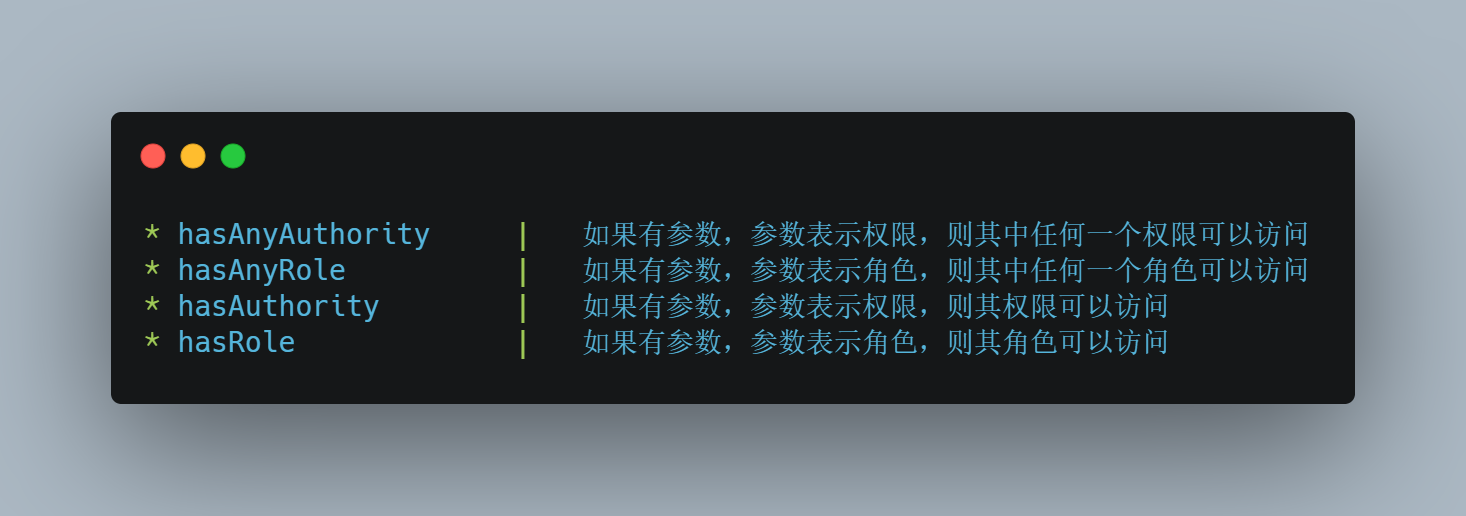 * hasAnyAuthority | 如果有参数，参数表示权限，则其中任何一个权限可以访问
* hasAnyRole | 如果有参数，参数表示角色，则其中任何一个角色可以访问
* hasAuthority | 如果有参数，参数表示权限，则其权限可以访问
* hasRole | 如果有参数，参数表示角色，则其角色可以访问